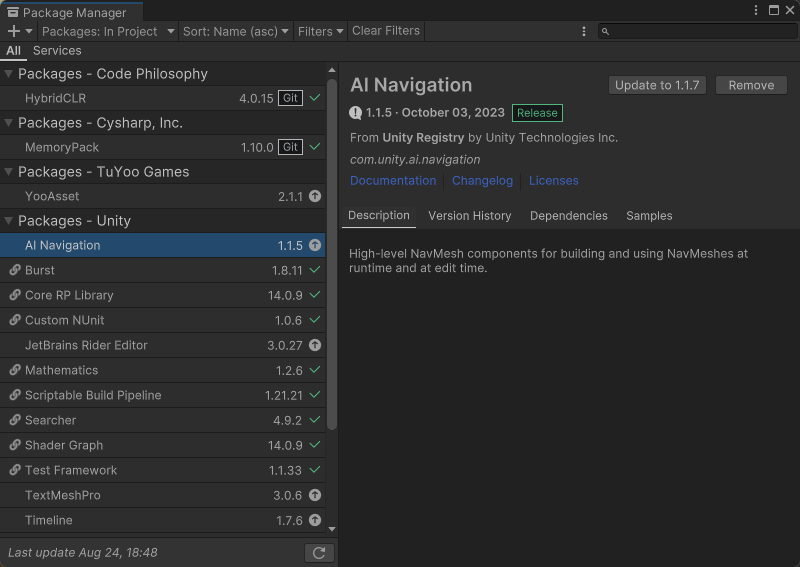 Package Manager
Packages: In Project Sort: Name (asc) Filters Clear Filters
All Services
Packages - Code Philosophy
HybridCLR 4.0.15 Git
Packages - Cysharp, Inc.
MemoryPack 1.10.0 Git
Packages - TuYoo Games
YooAsset 2.1.1
Packages - Unity
AI Navigation 1.1.5
Burst 1.8.11
Core RP Library 14.0.9
Custom NUnit 1.0.6
JetBrains Rider Editor 3.0.27
Mathematics 1.2.6
Scriptable Build Pipeline 1.21.21
Searcher 4.9.2
Shader Graph 14.0.9
Test Framework 1.1.33
TextMeshPro 3.0.6
Timeline 1.7.6
Last update Aug 24, 18:48
AI Navigation Update to 1.1.7 Remove
1.1.5 · October 03, 2023 Release
From Unity Registry by Unity Technologies Inc.
com.unity.ai.navigation
Documentation Changelog Licenses
Description Version History Dependencies Samples
High-level NavMesh components for building and using NavMeshes at
runtime and at edit time.